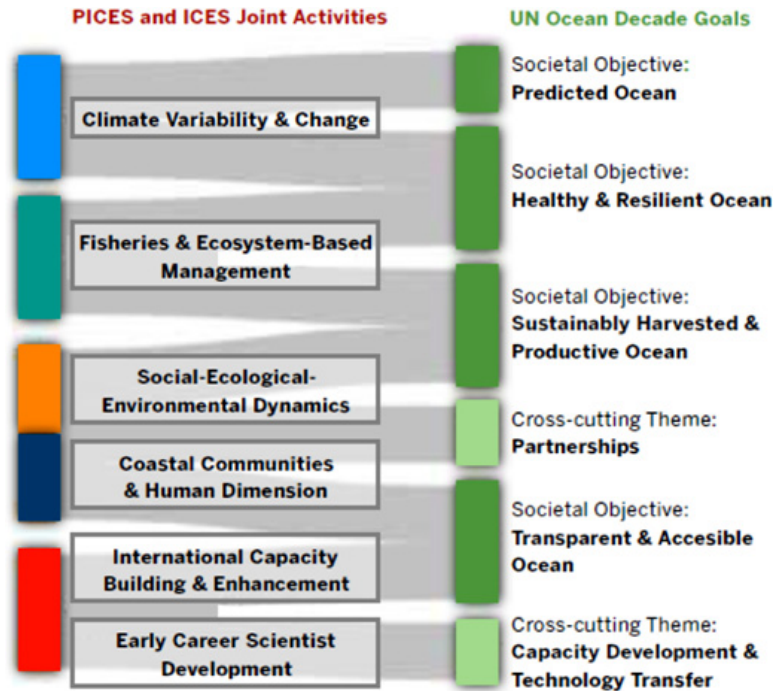 PICES and ICES Joint Activities
Climate Variability & Change
Fisheries & Ecosystem-Based
Management
Social-Ecological-
Environmental Dynamics
Coastal Communities
& Human Dimension
International Capacity
Building & Enhancement
Early Career Scientist
Development
UN Ocean Decade Goals
Societal Objective:
Predicted Ocean
Societal Objective:
Healthy & Resilient Ocean
Societal Objective:
Sustainably Harvested &
Productive Ocean
Cross-cutting Theme:
Partnerships
Societal Objective:
Transparent & Accesible
Ocean
Cross-cutting Theme:
Capacity Development &
Technology Transfer